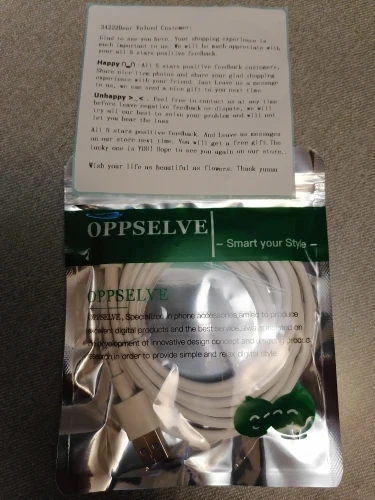 34222Dear Valued Customer:
Glad to see you here. Your shopping experience is
much important to us. We will be much appreciate with
your all 5 stars positive feedback.
Happy ∩_∩: All 5 stars positive feedback customers,
Share nice item photos and share your glad shopping
experience with your friend. Just Leave us a message
to us, we can send a nice gift to you next time.
Unhappy >_<: Feel free to contact us at any time
before leave negative feedback or dispute, we will
try all our best to solve your problem and will not
let you bear the loss
All 5 stars positive feedback. And Leave us messages
on our store next time. You will get a free gift.The
lucky one is YOU! Hope to see you again on our store..
Wish your life as beautiful as flowers. Thank yuuuu
OPPSELVE
– Smart your Style –
OPPSELVE
OPPSELVE, Specialized in phone accessories, aimed to produce
excellent digital products and the best service, always insisted on
development of innovative design concept and
research, in order to provide simple and relax digital style.